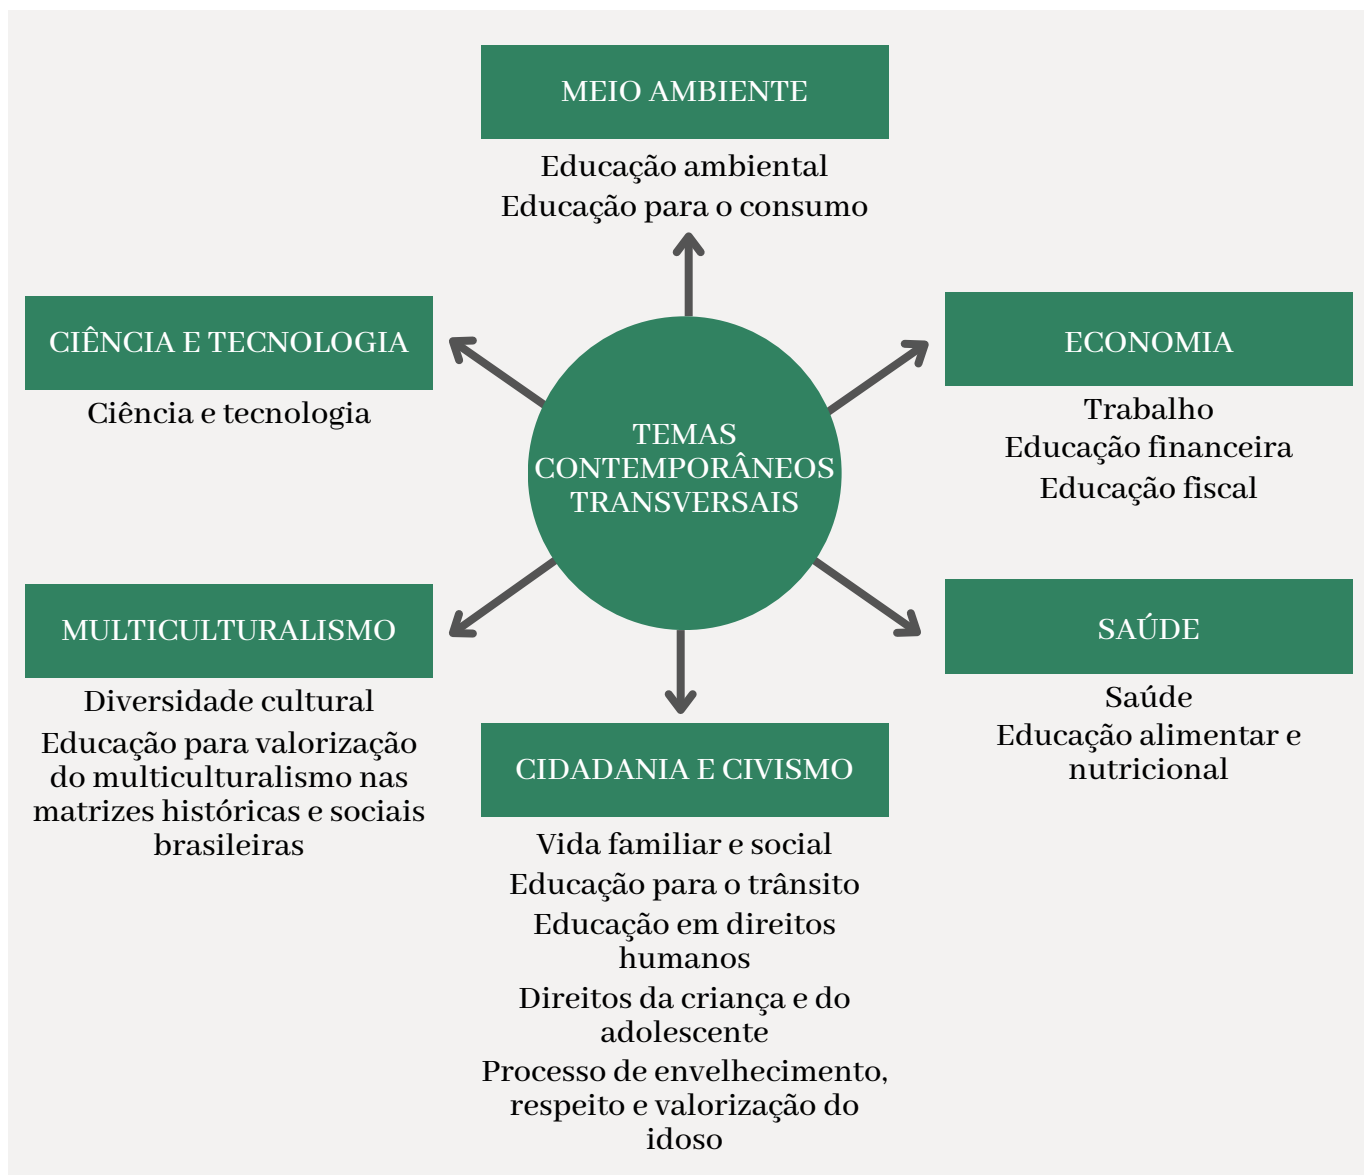 MEIO AMBIENTE
Educação ambiental
Educação para o consumo
CIÊNCIA E TECNOLOGIA
Ciência e tecnologia
ECONOMIA
Trabalho
Educação financeira
Educação fiscal
TEMAS
CONTEMPORÂNEOS
TRANSVERSAIS
MULTICULTURALISMO
Diversidade cultural
Educação para valorização
do multiculturalismo nas
matrizes históricas e sociais
brasileiras
SAÚDE
Saúde
Educação alimentar e
nutricional
CIDADANIA E CIVISMO
Vida familiar e social
Educação para o trânsito
Educação em direitos
humanos
Direitos da criança e do
adolescente
Processo de envelhecimento,
respeito e valorização do
idoso